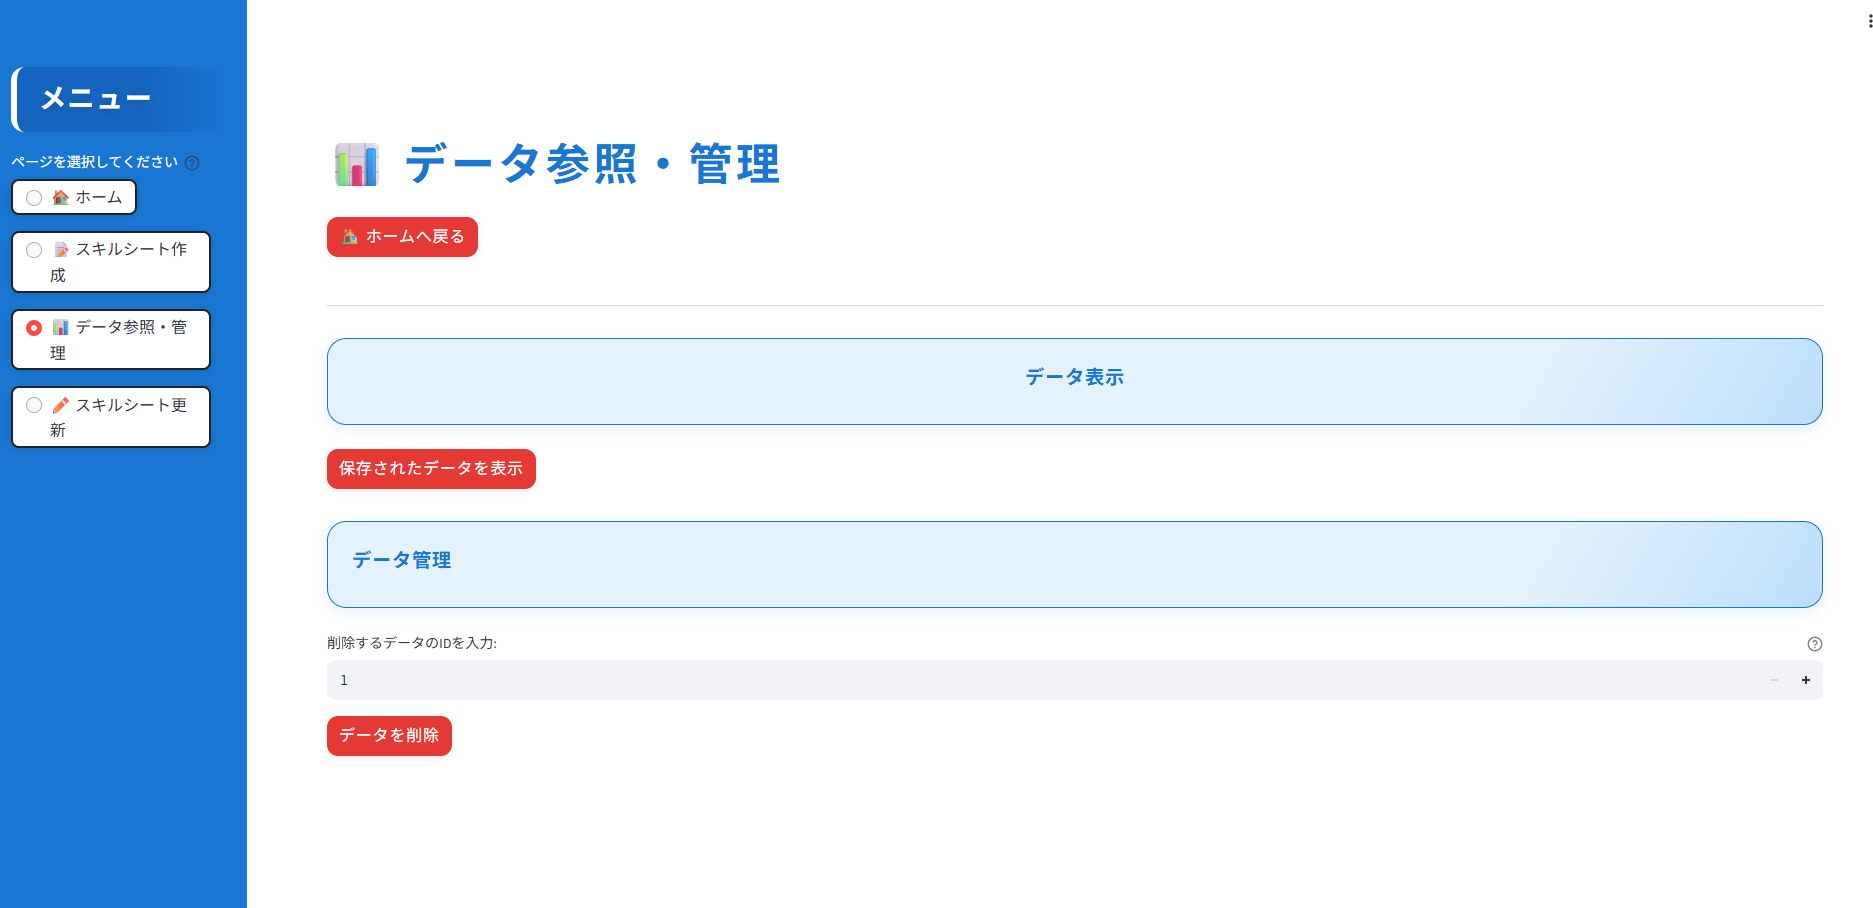 メニュー
ページを選択してください
ホーム
スキルシート作
成
データ参照・管
理
スキルシート更
新
データ参照・管理
ホームへ戻る
データ表示
保存されたデータを表示
データ管理
削除するデータのIDを入力:
1
データを削除